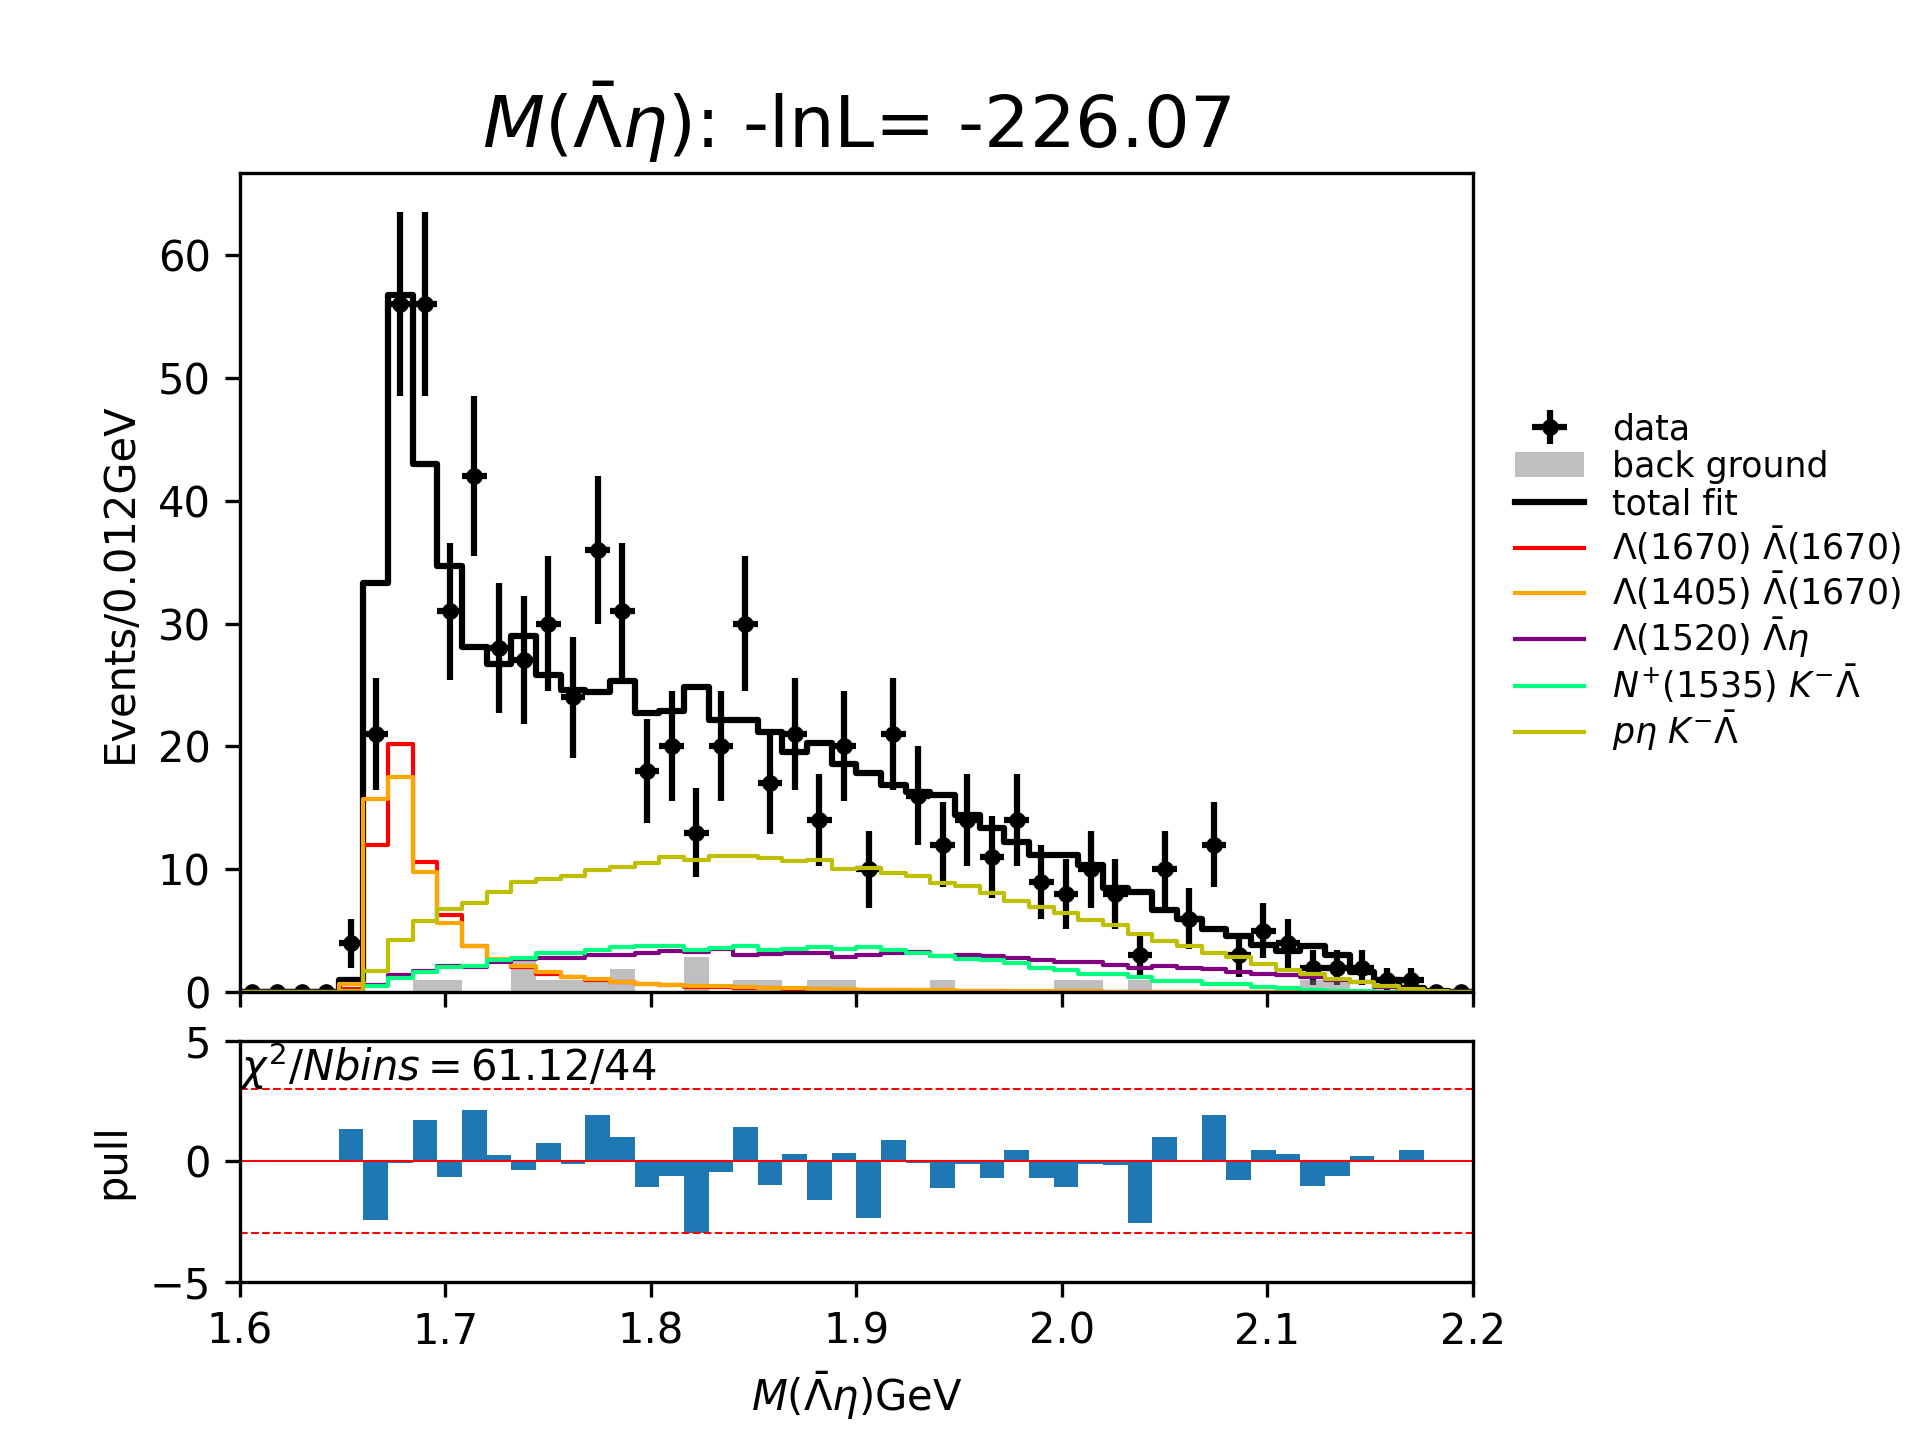 M(Λ̄η): -lnL= -226.07
Events/0.012GeV
60
50
40
30
20
10
0
data
back ground
total fit
Λ(1670) Λ̄(1670)
Λ(1405) Λ̄(1670)
Λ(1520) Λ̄η
N⁺(1535) K⁻Λ̄
pη K⁻Λ̄
χ²/Nbins = 61.12/44
pull
5
0
−5
1.6 1.7 1.8 1.9 2.0 2.1 2.2
M(Λ̄η)GeV